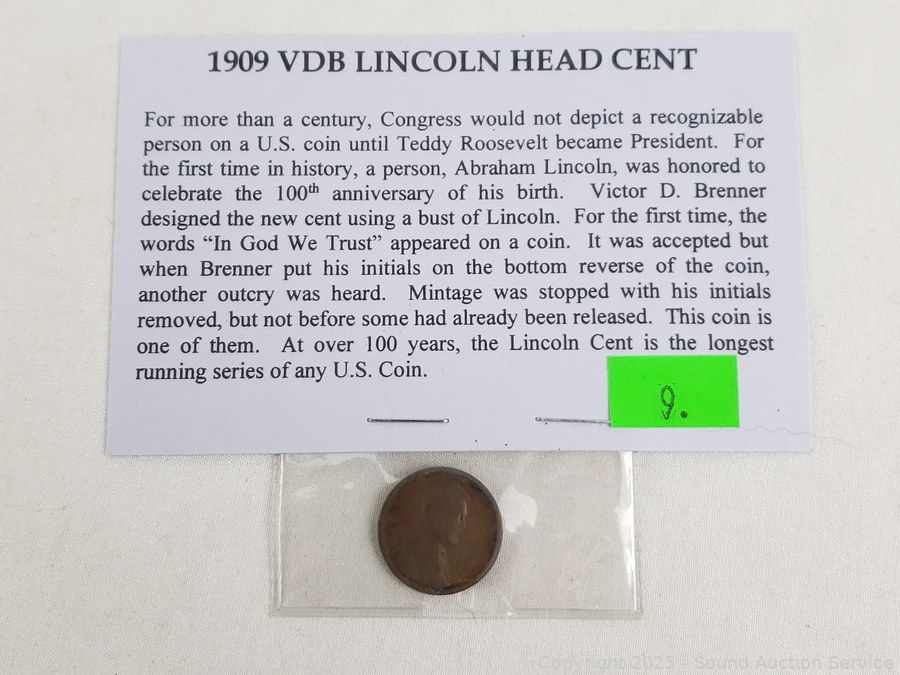 1909 VDB LINCOLN HEAD CENT
For more than a century, Congress would not depict a recognizable
person on a U.S. coin until Teddy Roosevelt became President. For
the first time in history, a person, Abraham Lincoln, was honored to
celebrate the 100th anniversary of his birth. Victor D. Brenner
designed the new cent using a bust of Lincoln. For the first time, the
words “In God We Trust” appeared on a coin. It was accepted but
when Brenner put his initials on the bottom reverse of the coin,
another outcry was heard. Mintage was stopped with his initials
removed, but not before some had already been released. This coin is
one of them. At over 100 years, the Lincoln Cent is the longest
running series of any U.S. Coin.
9.
Copyright 2025 - Sound Auction Service